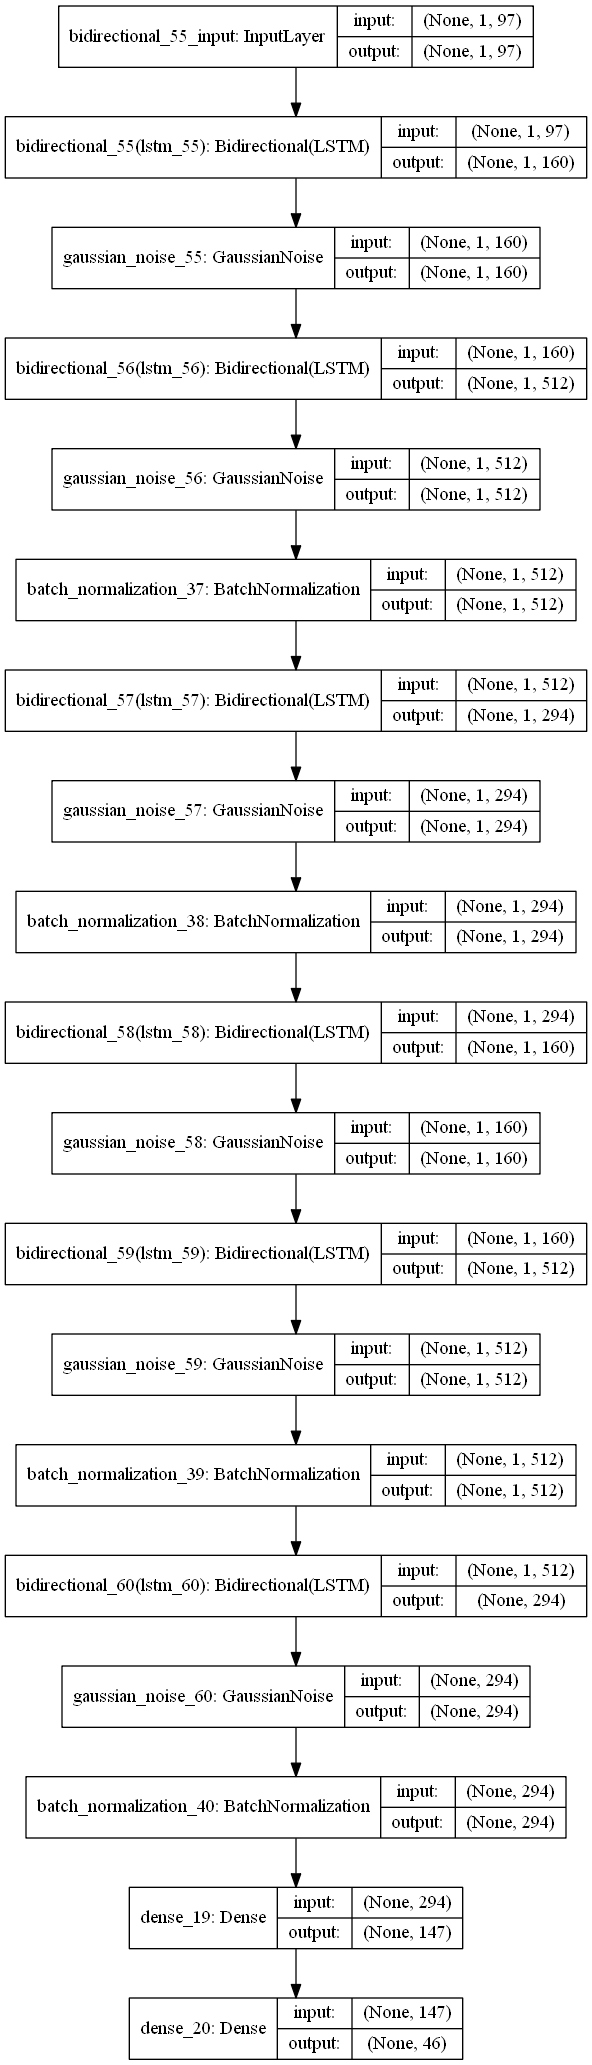 bidirectional_55_input: InputLayer
input: (None, 1, 97)
output: (None, 1, 97)
bidirectional_55(lstm_55): Bidirectional(LSTM)
input: (None, 1, 97)
output: (None, 1, 160)
gaussian_noise_55: GaussianNoise
input: (None, 1, 160)
output: (None, 1, 160)
bidirectional_56(lstm_56): Bidirectional(LSTM)
input: (None, 1, 160)
output: (None, 1, 512)
gaussian_noise_56: GaussianNoise
input: (None, 1, 512)
output: (None, 1, 512)
batch_normalization_37: BatchNormalization
input: (None, 1, 512)
output: (None, 1, 512)
bidirectional_57(lstm_57): Bidirectional(LSTM)
input: (None, 1, 512)
output: (None, 1, 294)
gaussian_noise_57: GaussianNoise
input: (None, 1, 294)
output: (None, 1, 294)
batch_normalization_38: BatchNormalization
input: (None, 1, 294)
output: (None, 1, 294)
bidirectional_58(lstm_58): Bidirectional(LSTM)
input: (None, 1, 294)
output: (None, 1, 160)
gaussian_noise_58: GaussianNoise
input: (None, 1, 160)
output: (None, 1, 160)
bidirectional_59(lstm_59): Bidirectional(LSTM)
input: (None, 1, 160)
output: (None, 1, 512)
gaussian_noise_59: GaussianNoise
input: (None, 1, 512)
output: (None, 1, 512)
batch_normalization_39: BatchNormalization
input: (None, 1, 512)
output: (None, 1, 512)
bidirectional_60(lstm_60): Bidirectional(LSTM)
input: (None, 1, 512)
output: (None, 294)
gaussian_noise_60: GaussianNoise
input: (None, 294)
output: (None, 294)
batch_normalization_40: BatchNormalization
input: (None, 294)
output: (None, 294)
dense_19: Dense
input: (None, 294)
output: (None, 147)
dense_20: Dense
input: (None, 147)
output: (None, 46)